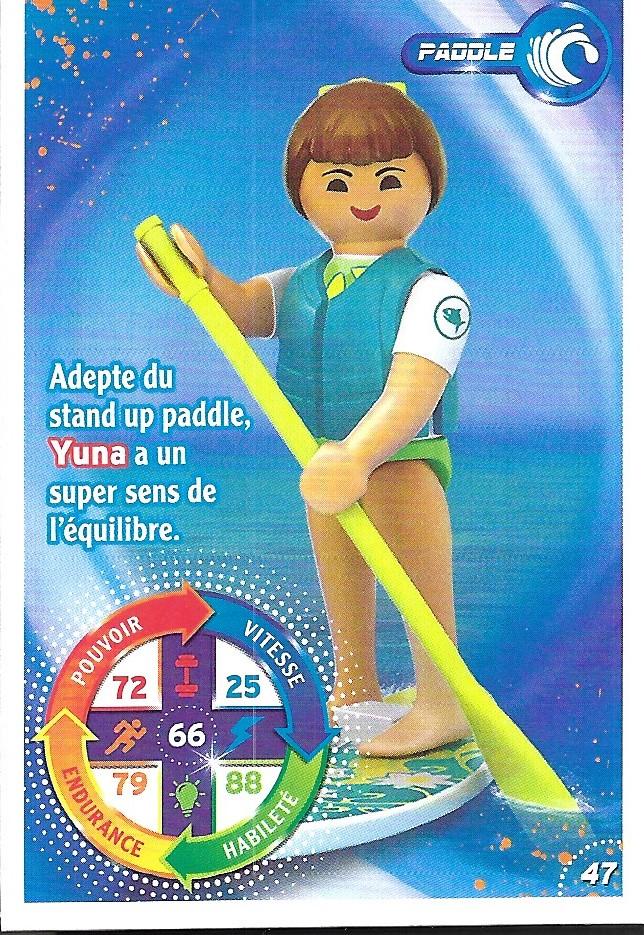 PADDLE
Adepte du
stand up paddle,
Yuna a un
super sens de
l'équilibre.
POUVOIR
VITESSE
72
25
66
79
88
ENDURANCE
HABILETÉ
47